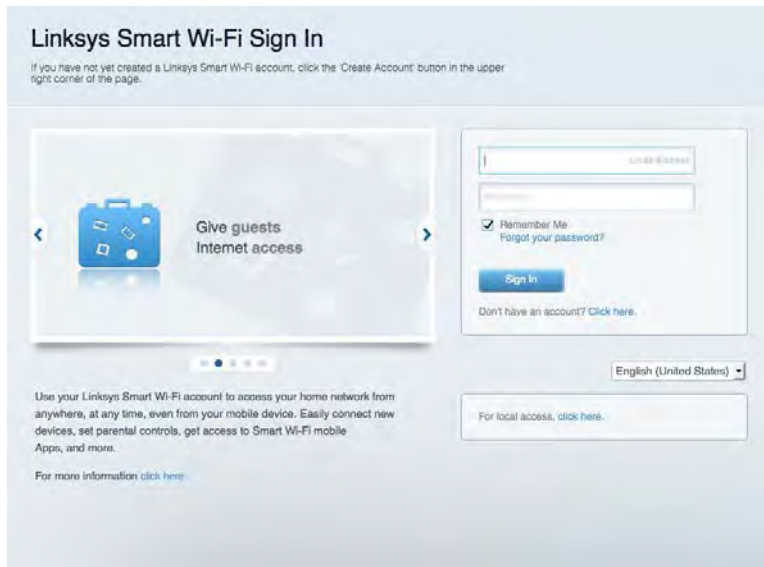 Linksys Smart Wi-Fi Sign In
If you have not yet created a Linksys Smart Wi-Fi account, click the 'Create Account' button in the upper
right corner of the page.
Give guests
Internet access
Email Address
Remember Me
Forgot your password?
Sign In
Don't have an account? Click here.
English (United States)
Use your Linksys Smart Wi-Fi account to access your home network from
anywhere, at any time, even from your mobile device. Easily connect new
devices, set parental controls, get access to Smart Wi-Fi mobile
Apps, and more.
For local access, click here.
For more information click here.